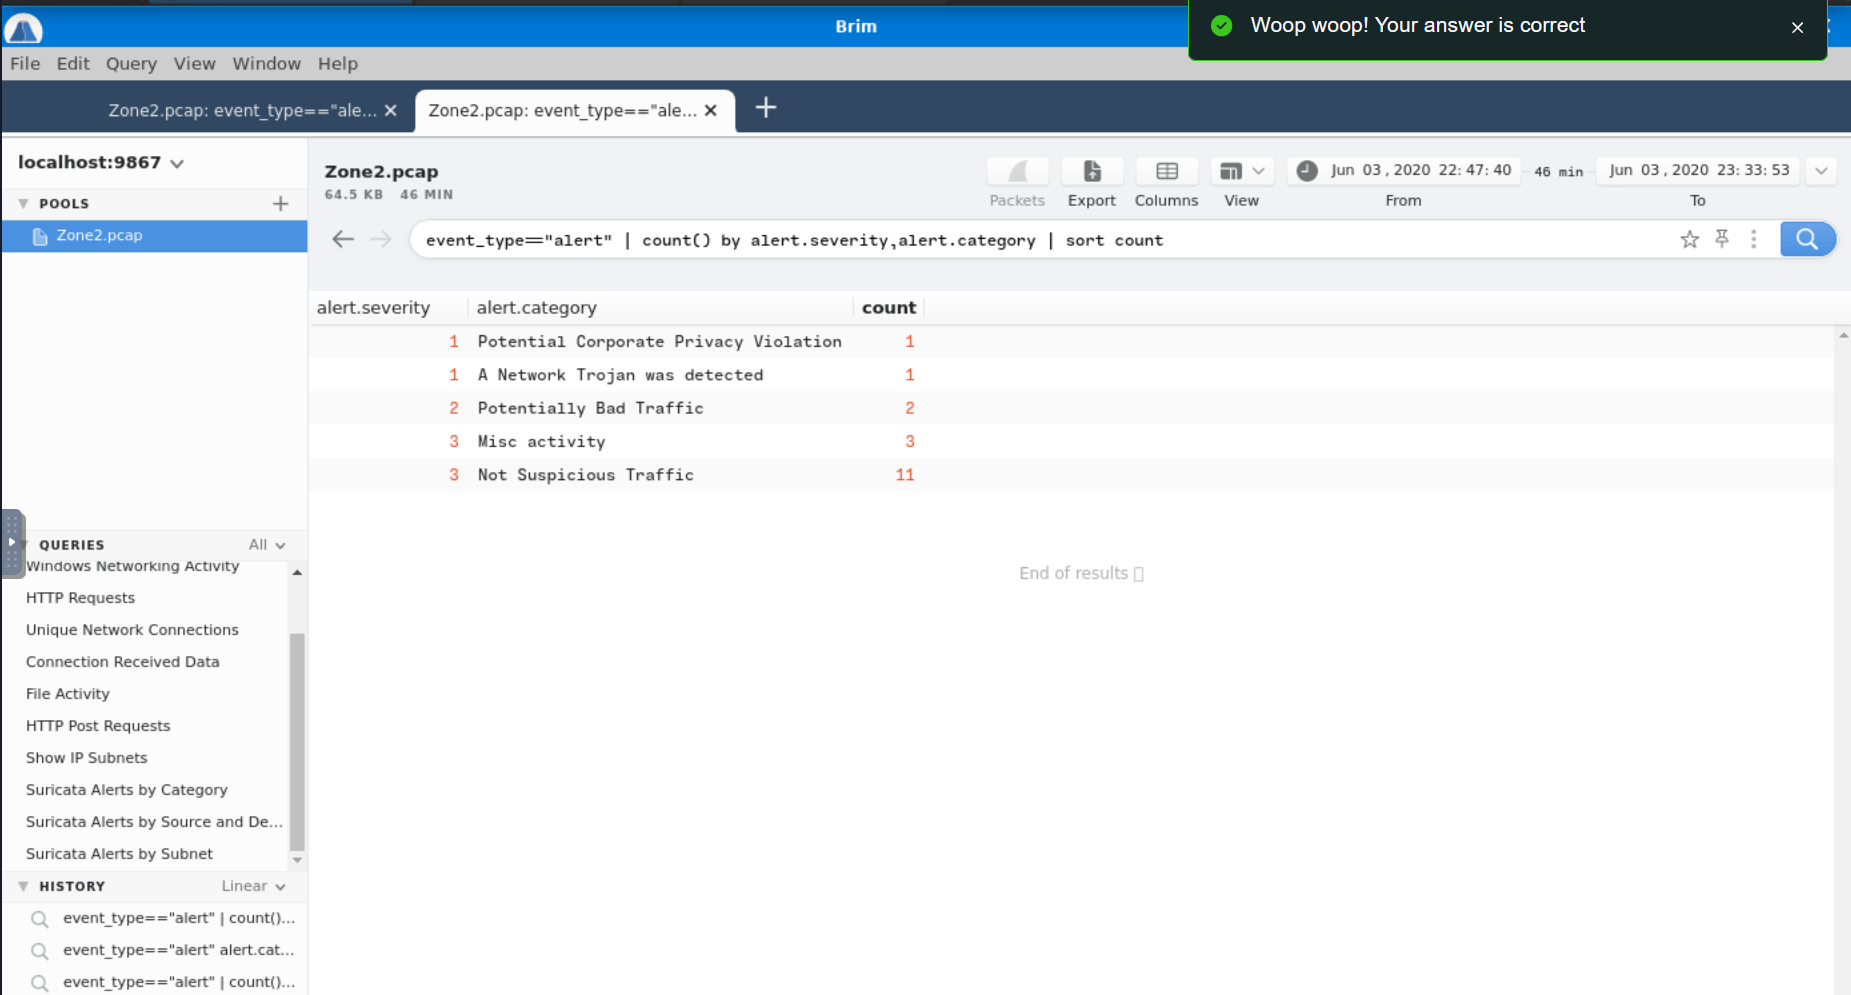 Brim
Woop woop! Your answer is correct
File Edit Query View Window Help
Zone2.pcap: event_type=="ale...
Zone2.pcap: event_type=="ale...
localhost:9867
POOLS
Zone2.pcap
Zone2.pcap
64.5 KB 46 MIN
Packets
Export
Columns
View
Jun 03, 2020 22:47:40
From
46 min
Jun 03, 2020 23:33:53
To
event_type=="alert" | count() by alert.severity,alert.category | sort count
alert.severity alert.category count
1 Potential Corporate Privacy Violation 1
1 A Network Trojan was detected 1
2 Potentially Bad Traffic 2
3 Misc activity 3
3 Not Suspicious Traffic 11
End of results
QUERIES All
Windows Networking Activity
HTTP Requests
Unique Network Connections
Connection Received Data
File Activity
HTTP Post Requests
Show IP Subnets
Suricata Alerts by Category
Suricata Alerts by Source and De...
Suricata Alerts by Subnet
HISTORY Linear
event_type=="alert" | count()...
event_type=="alert" alert.cat...
event_type=="alert" | count()...